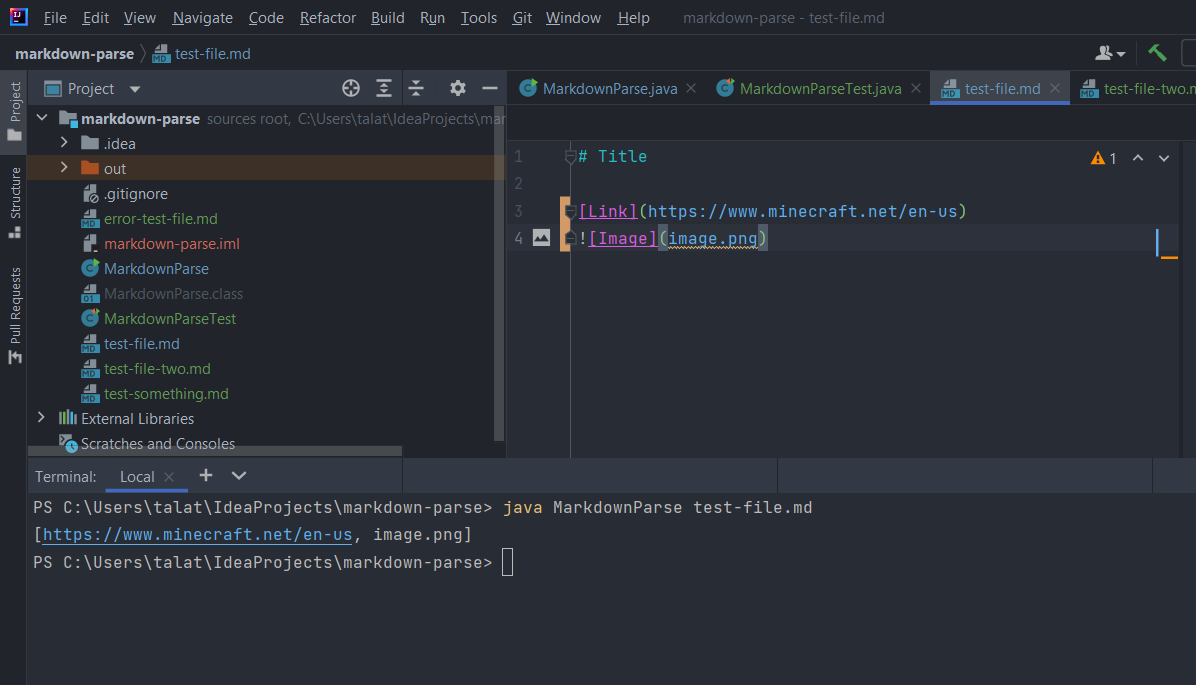 File Edit View Navigate Code Refactor Build Run Tools Git Window Help markdown-parse - test-file.md
markdown-parse test-file.md
Project
Structure
Pull Requests
Project
markdown-parse sources root, C:\Users\talat\IdeaProjects\mar
.idea
out
.gitignore
error-test-file.md
markdown-parse.iml
MarkdownParse
MarkdownParse.class
MarkdownParseTest
test-file.md
test-file-two.md
test-something.md
External Libraries
Scratches and Consoles
MarkdownParse.java MarkdownParseTest.java test-file.md test-file-two.m
1 # Title
1
2
3 [Link](https://www.minecraft.net/en-us)
4 ![Image](image.png)
Terminal: Local
PS C:\Users\talat\IdeaProjects\markdown-parse> java MarkdownParse test-file.md
[https://www.minecraft.net/en-us, image.png]
PS C:\Users\talat\IdeaProjects\markdown-parse>